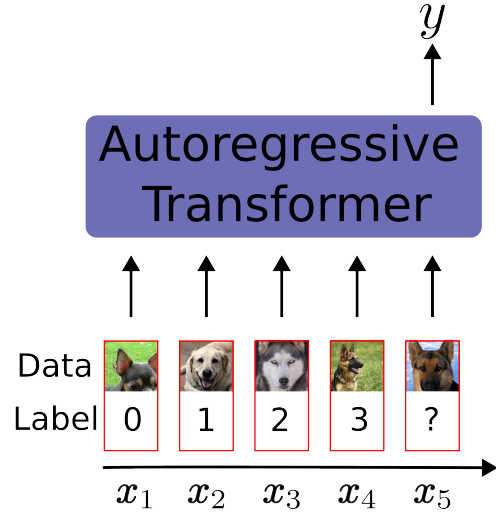 y
Autoregressive
Transformer
Data
Label 0 1 2 3 ?
x₁ x₂ x₃ x₄ x₅